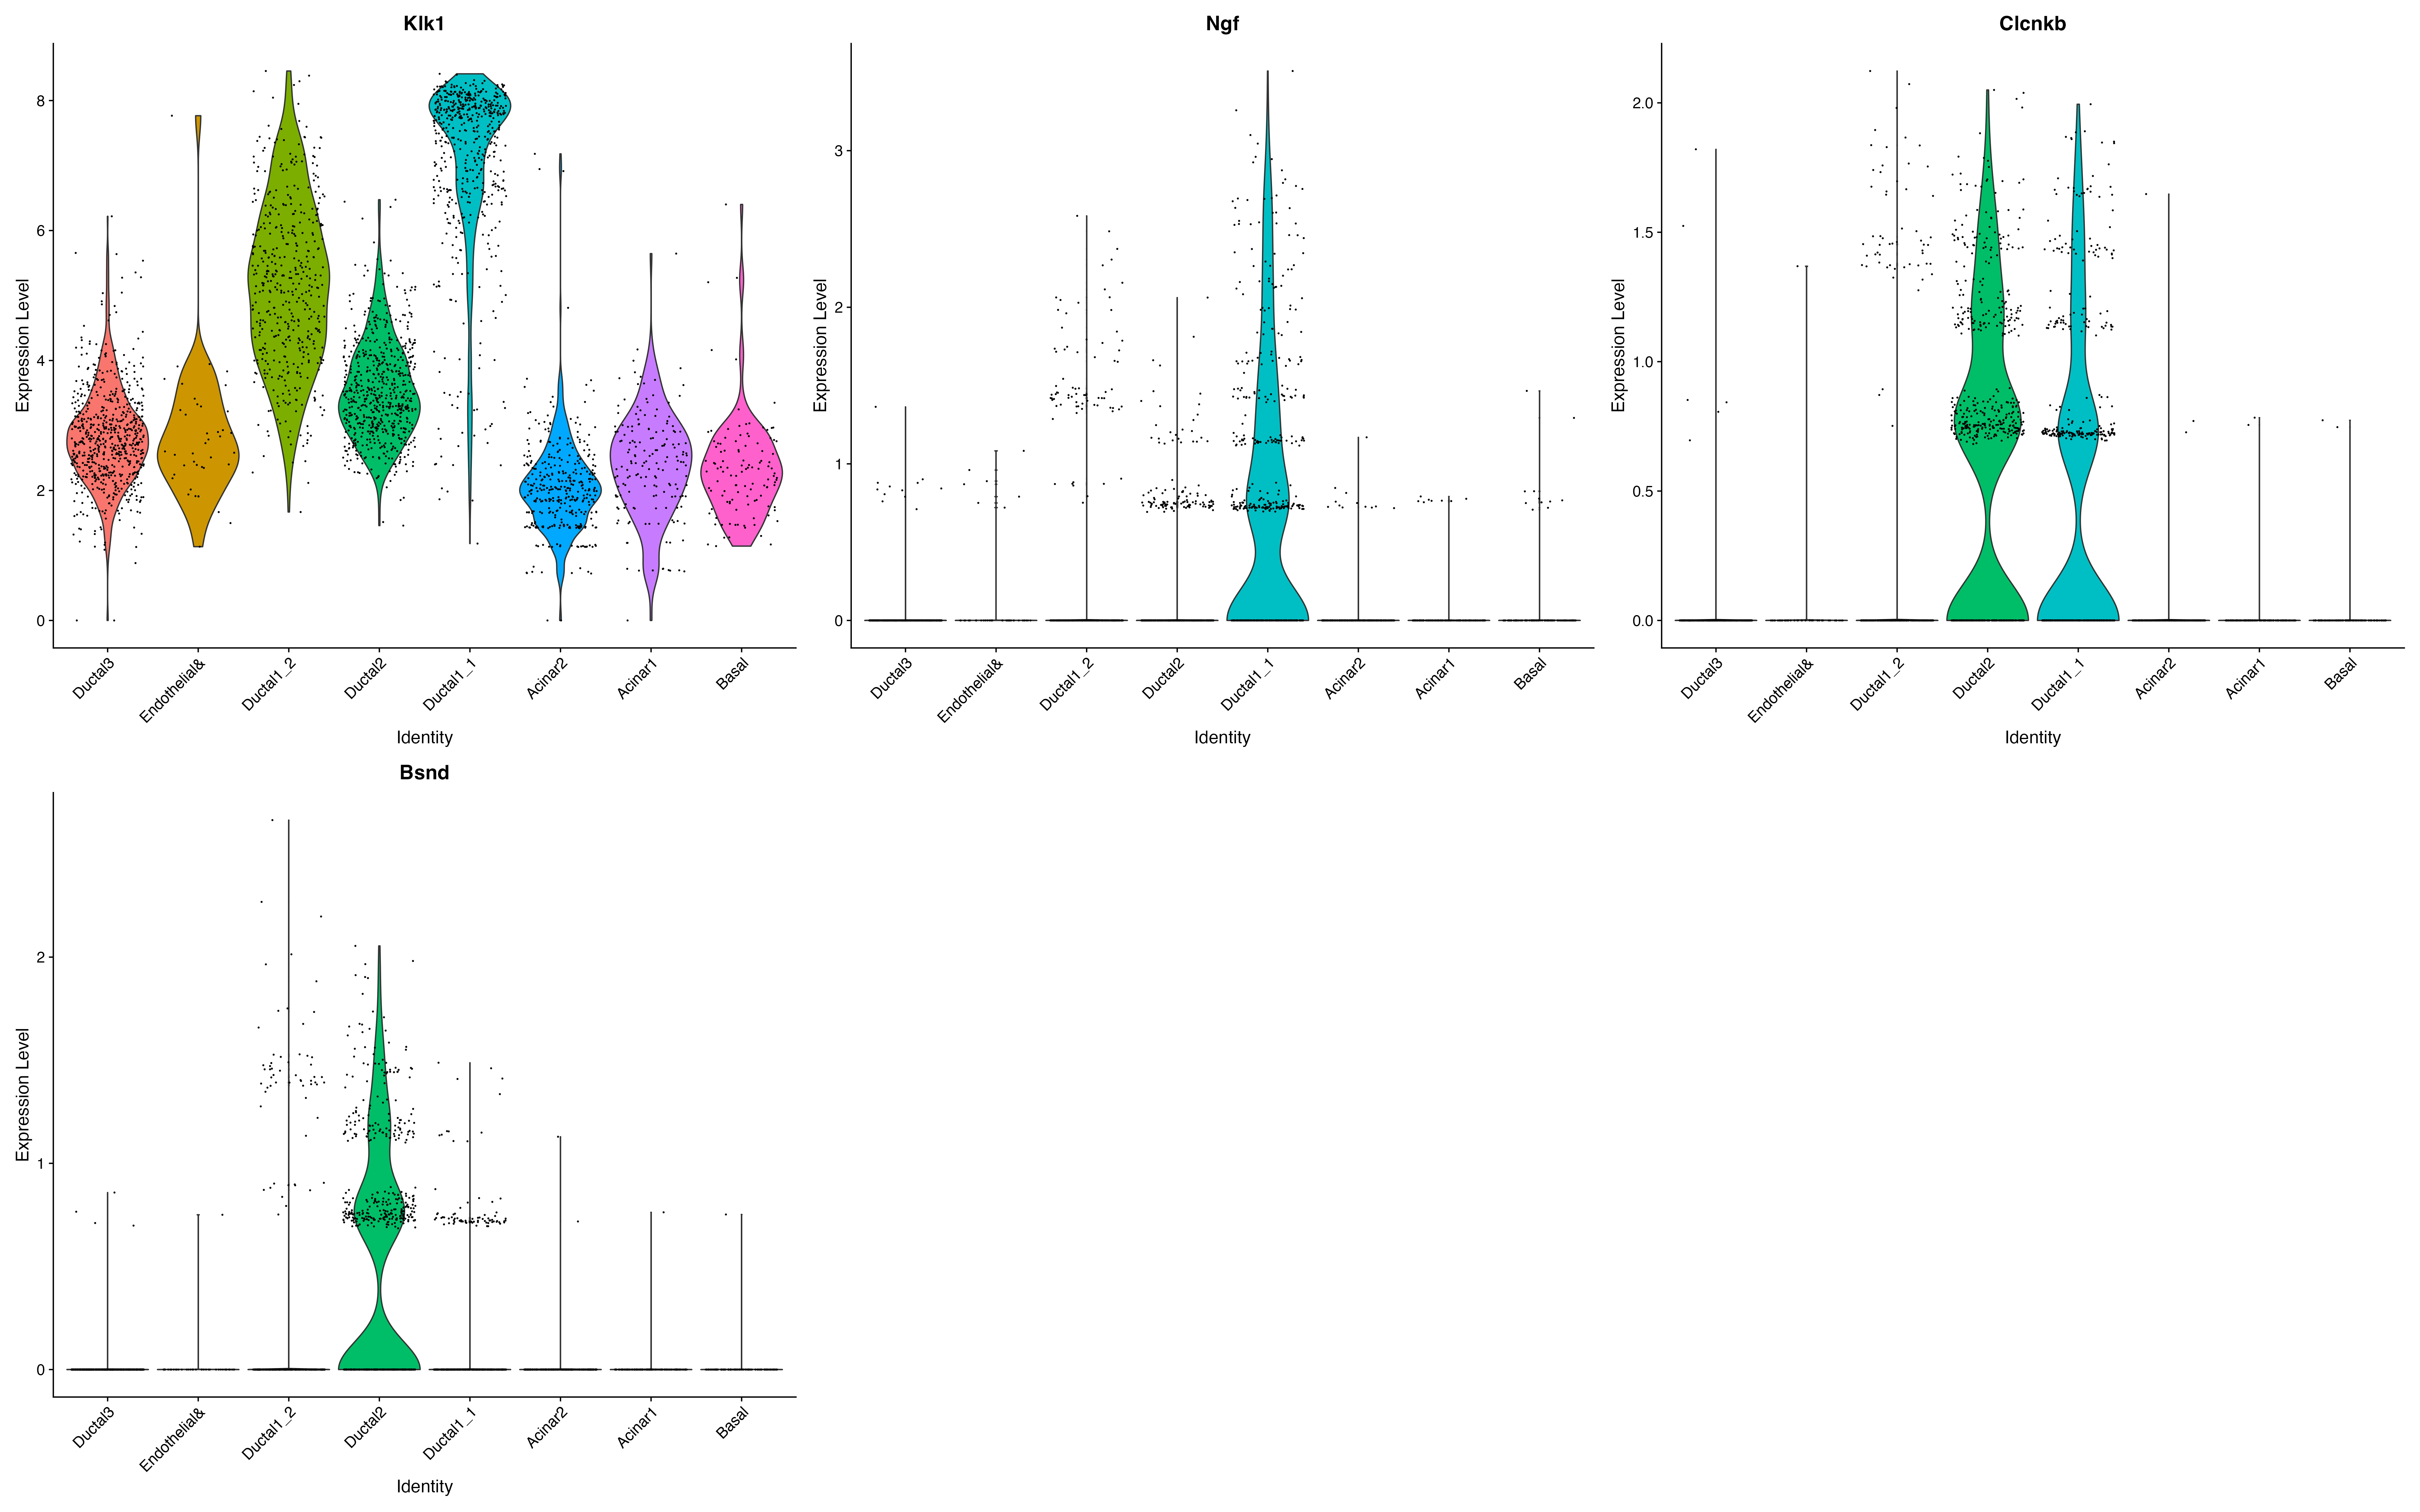 Klk1
Expression Level
8
6
4
2
0
Ductal3
Endothelial&
Ductal1_2
Ductal2
Ductal1_1
Acinar2
Acinar1
Basal
Identity
Ngf
Expression Level
3
2
1
0
Ductal3
Endothelial&
Ductal1_2
Ductal2
Ductal1_1
Acinar2
Acinar1
Basal
Identity
Clcnkb
Expression Level
2.0
1.5
1.0
0.5
0.0
Ductal3
Endothelial&
Ductal1_2
Ductal2
Ductal1_1
Acinar2
Acinar1
Basal
Identity
Bsnd
Expression Level
2
1
0
Ductal3
Endothelial&
Ductal1_2
Ductal2
Ductal1_1
Acinar2
Acinar1
Basal
Identity